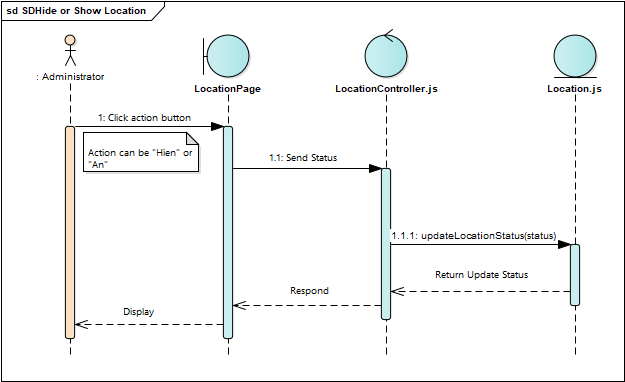 sd SDHide or Show Location
: Administrator
LocationPage
LocationController.js
Location.js
1: Click action button
Action can be "Hien" or
"An"
1.1: Send Status
1.1.1: updateLocationStatus(status)
Return Update Status
Respond
Display